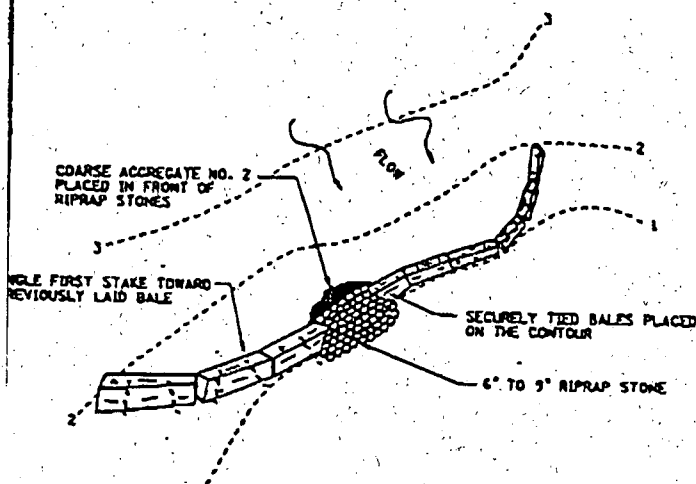 3
FLOW
2
COARSE AGGREGATE NO. 2
PLACED IN FRONT OF
RIPRAP STONES
1
3
NGLE FIRST STAKE TOWARD
REVIOUSLY LAID BALE
SECURELY TIED BALES PLACED
ON THE CONTOUR
6" TO 9" RIPRAP STONE
2